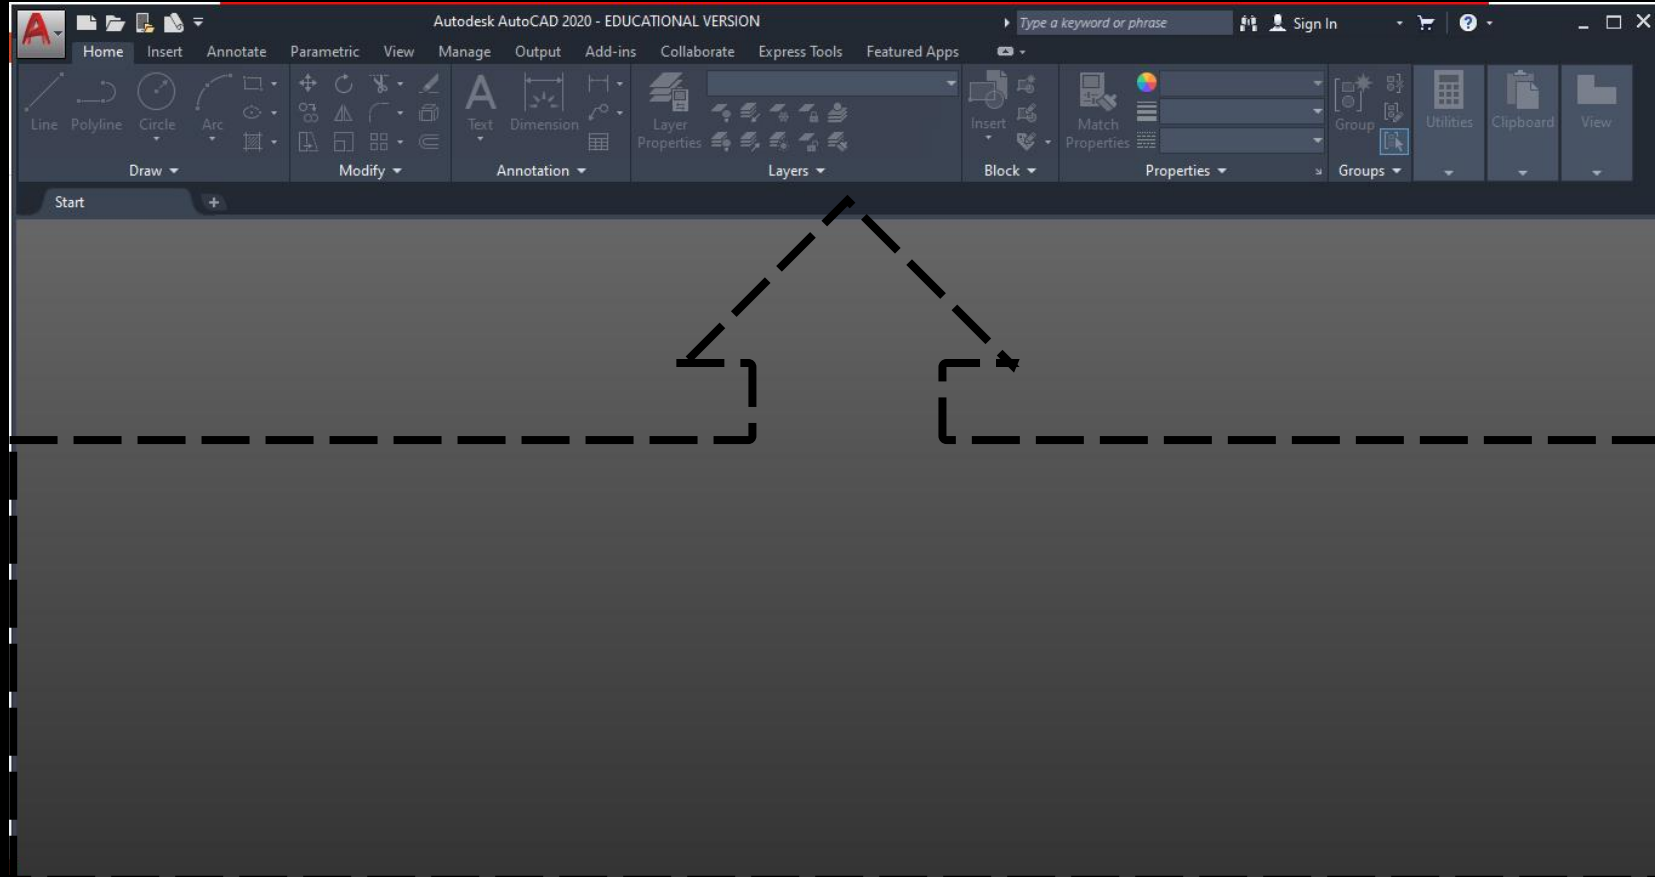 Autodesk AutoCAD 2020 - EDUCATIONAL VERSION
Type a keyword or phrase
Sign In
Home Insert Annotate Parametric View Manage Output Add-ins Collaborate Express Tools Featured Apps
Line Polyline Circle Arc
Text Dimension
Layer
Properties
Insert
Match
Properties
Group
Utilities Clipboard View
Draw Modify Annotation Layers Block Properties Groups
Start